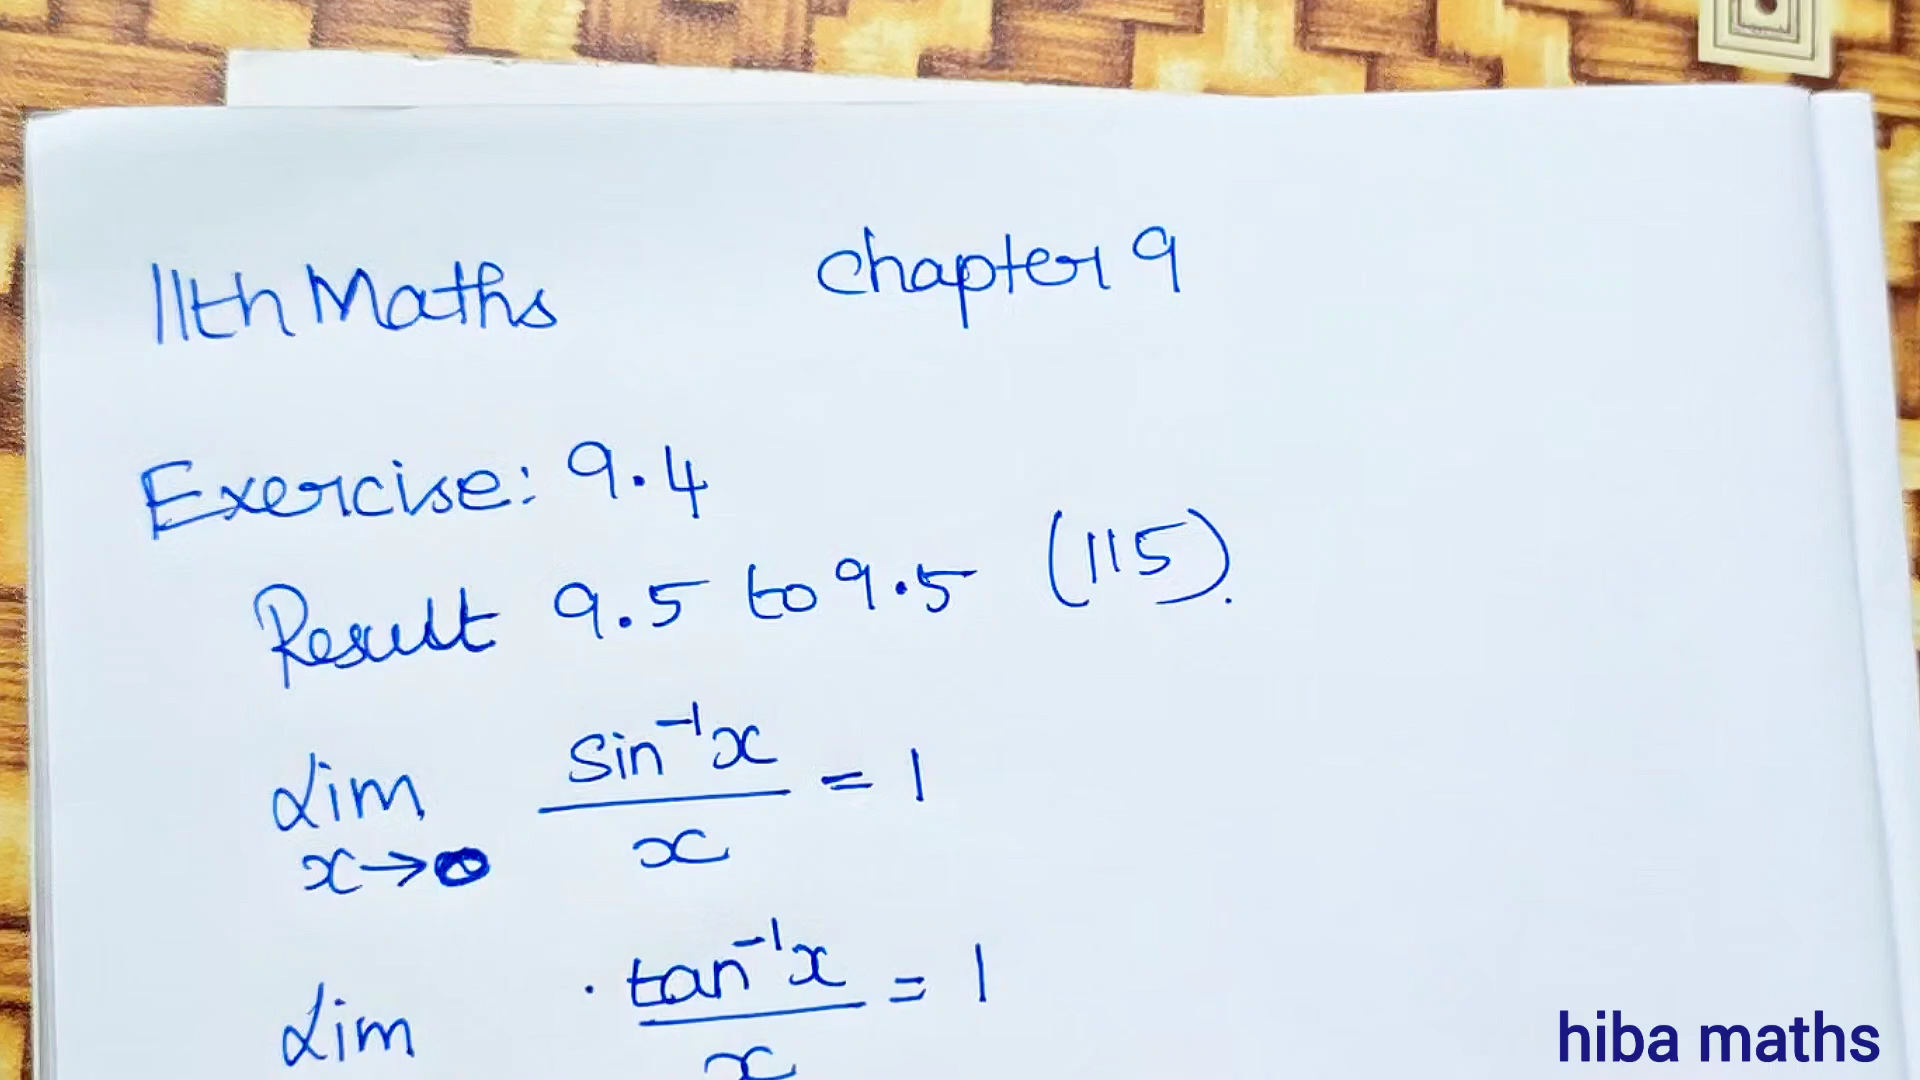 11th Maths chapter 9
Exercise: 9.4
Result 9.5 to 9.5 (115).
Lim sin⁻¹x / x = 1
x→0
Lim . tan⁻¹x / x = 1
hiba maths